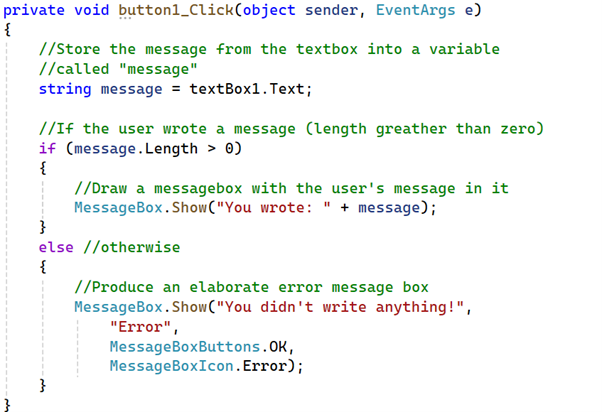 private void button1_Click(object sender, EventArgs e)
{
//Store the message from the textbox into a variable
//called "message"
string message = textBox1.Text;
//If the user wrote a message (length greather than zero)
if (message.Length > 0)
{
//Draw a messagebox with the user's message in it
MessageBox.Show("You wrote: " + message);
}
else //otherwise
{
//Produce an elaborate error message box
MessageBox.Show("You didn't write anything!",
"Error",
MessageBoxButtons.OK,
MessageBoxIcon.Error);
}
}